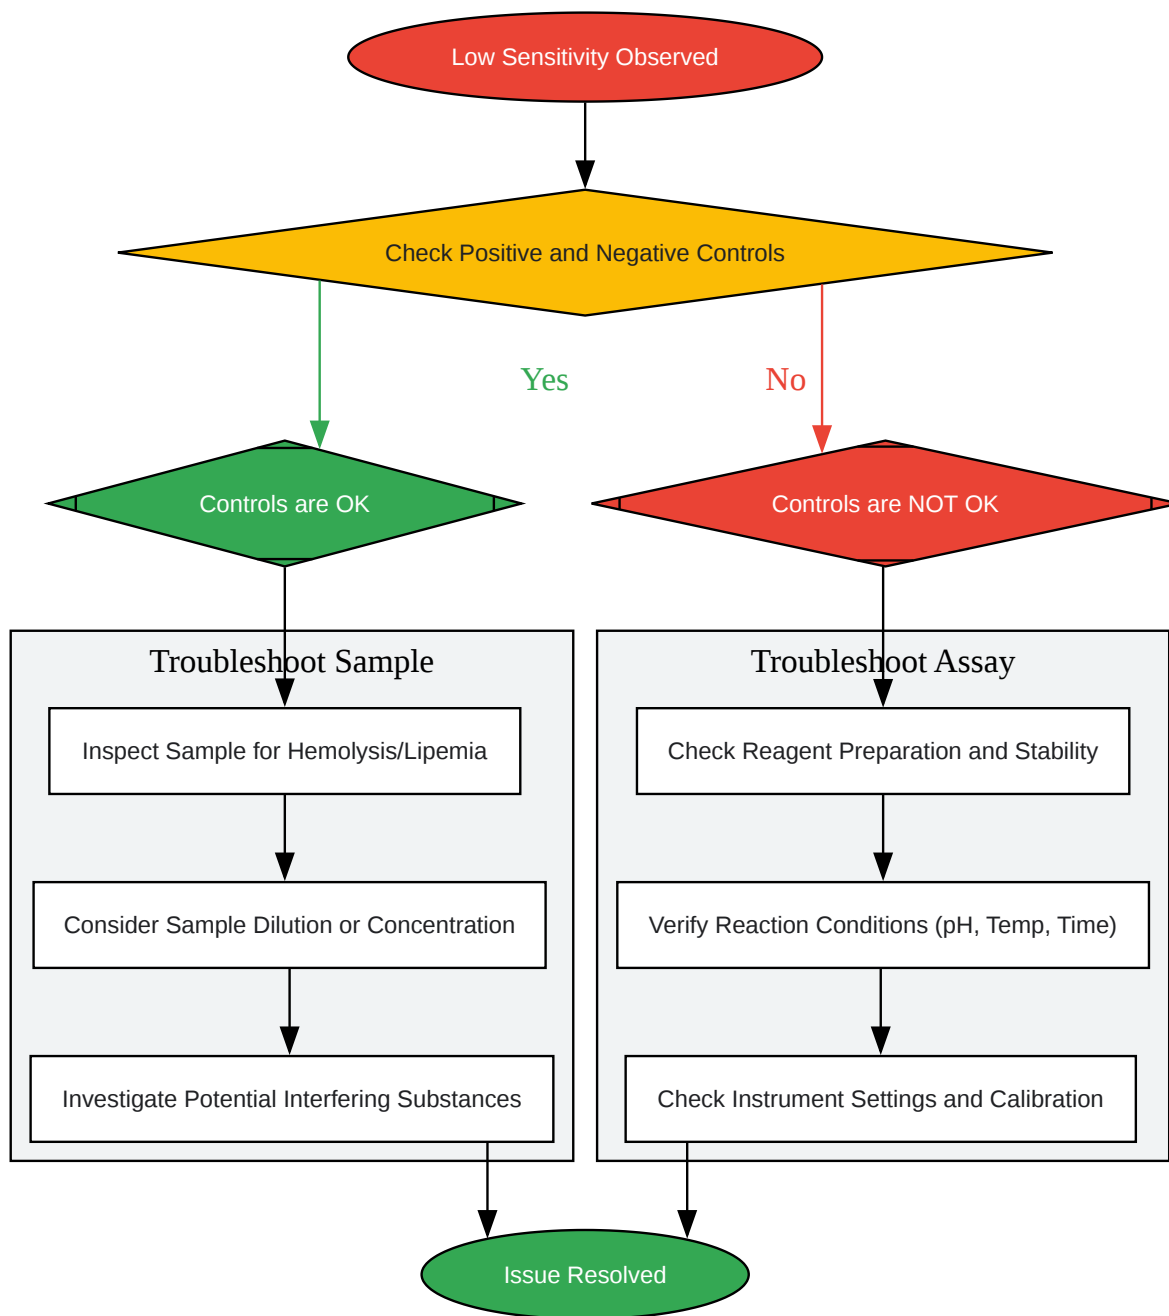 Low Sensitivity Observed
Check Positive and Negative Controls
Yes
No
Controls are OK
Controls are NOT OK
Troubleshoot Sample
Troubleshoot Assay
Inspect Sample for Hemolysis/Lipemia
Check Reagent Preparation and Stability
Consider Sample Dilution or Concentration
Verify Reaction Conditions (pH, Temp, Time)
Investigate Potential Interfering Substances
Check Instrument Settings and Calibration
Issue Resolved